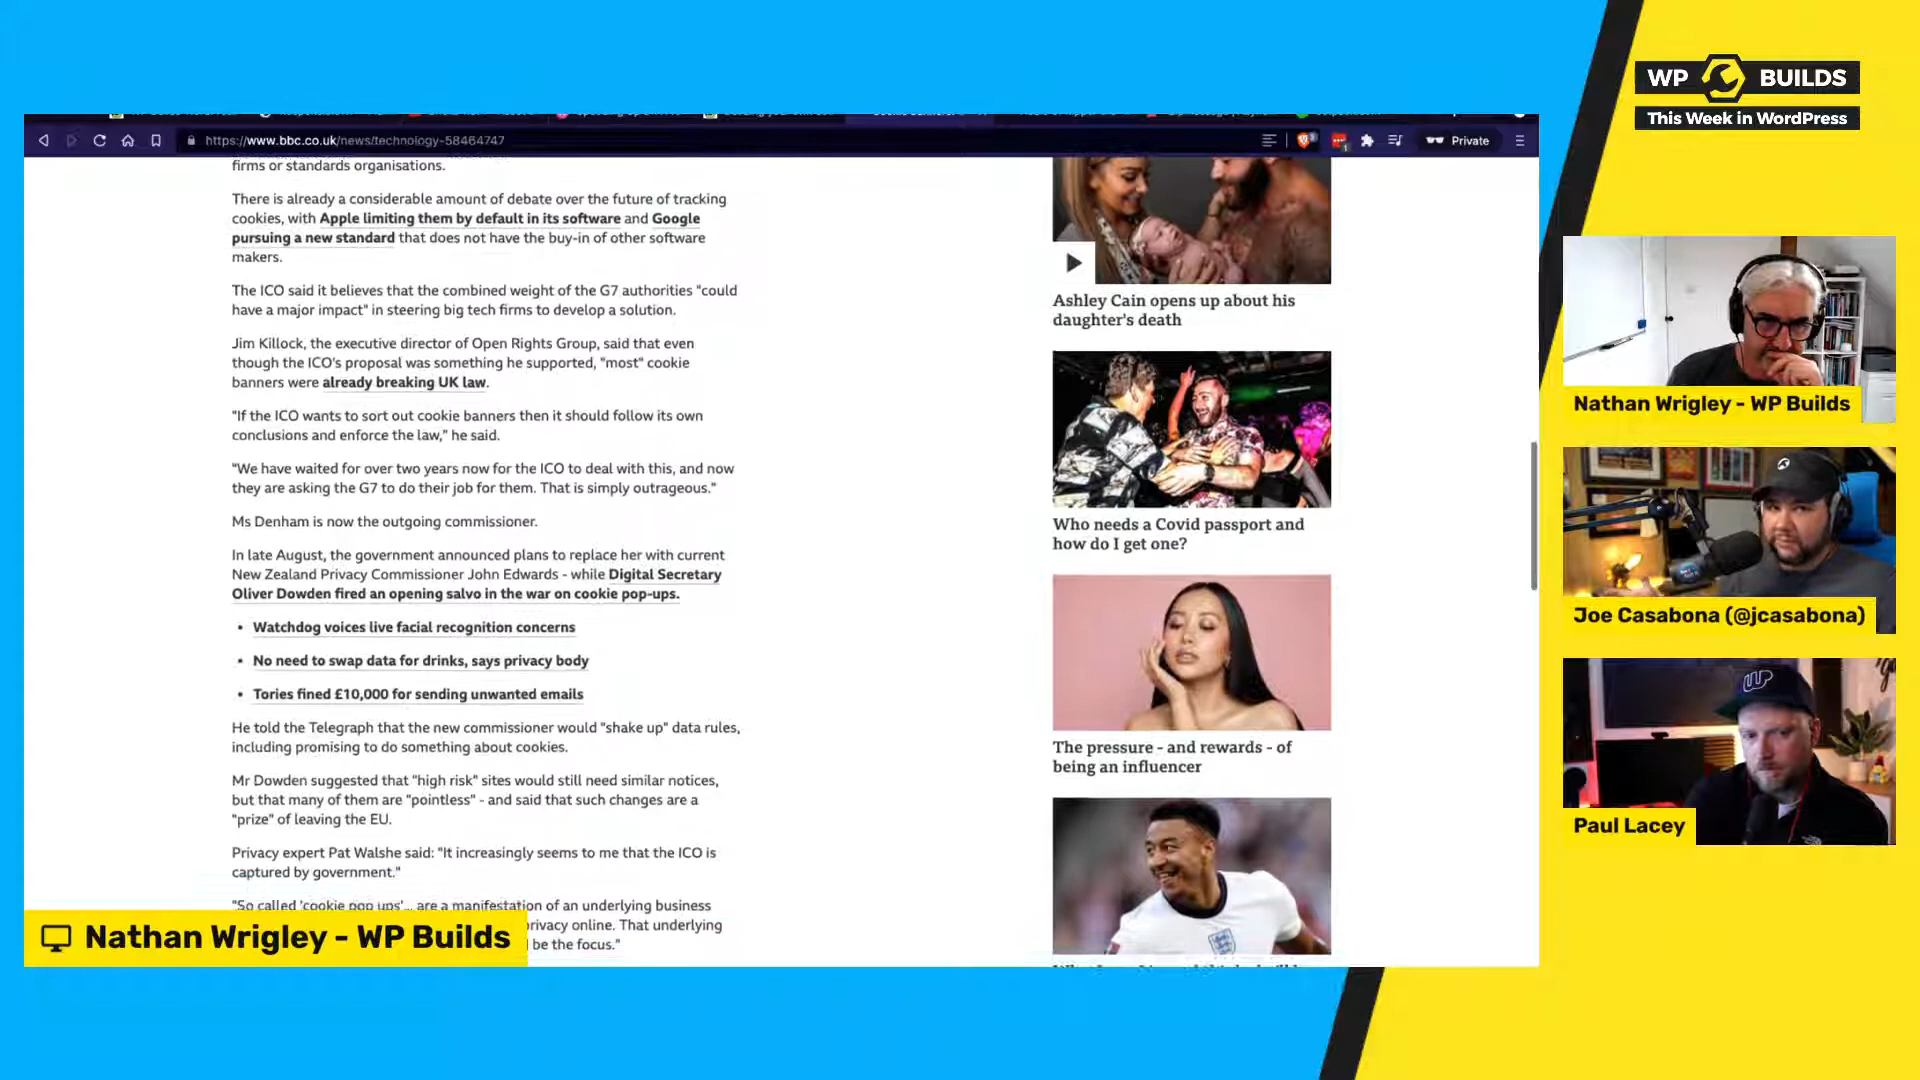 WP BUILDS
This Week in WordPress
https://www.bbc.co.uk/news/technology-58464747
Private
firms or standards organisations.
There is already a considerable amount of debate over the future of tracking
cookies, with Apple limiting them by default in its software and Google
pursuing a new standard that does not have the buy-in of other software
makers.
The ICO said it believes that the combined weight of the G7 authorities "could
have a major impact" in steering big tech firms to develop a solution.
Jim Killock, the executive director of Open Rights Group, said that even
though the ICO's proposal was something he supported, "most" cookie
banners were already breaking UK law.
"If the ICO wants to sort out cookie banners then it should follow its own
conclusions and enforce the law," he said.
"We have waited for over two years now for the ICO to deal with this, and now
they are asking the G7 to do their job for them. That is simply outrageous."
Ms Denham is now the outgoing commissioner.
In late August, the government announced plans to replace her with current
New Zealand Privacy Commissioner John Edwards - while Digital Secretary
Oliver Dowden fired an opening salvo in the war on cookie pop-ups.
• Watchdog voices live facial recognition concerns
• No need to swap data for drinks, says privacy body
• Tories fined £10,000 for sending unwanted emails
He told the Telegraph that the new commissioner would "shake up" data rules,
including promising to do something about cookies.
Mr Dowden suggested that "high risk" sites would still need similar notices,
but that many of them are "pointless" - and said that such changes are a
"prize" of leaving the EU.
Privacy expert Pat Walshe said: "It increasingly seems to me that the ICO is
captured by government."
"So called 'cookie pop ups'... are a manifestation of an underlying business
privacy online. That underlying
be the focus."
Ashley Cain opens up about his
daughter's death
Who needs a Covid passport and
how do I get one?
The pressure - and rewards - of
being an influencer
Nathan Wrigley - WP Builds
Joe Casabona (@jcasabona)
Paul Lacey
Nathan Wrigley - WP Builds